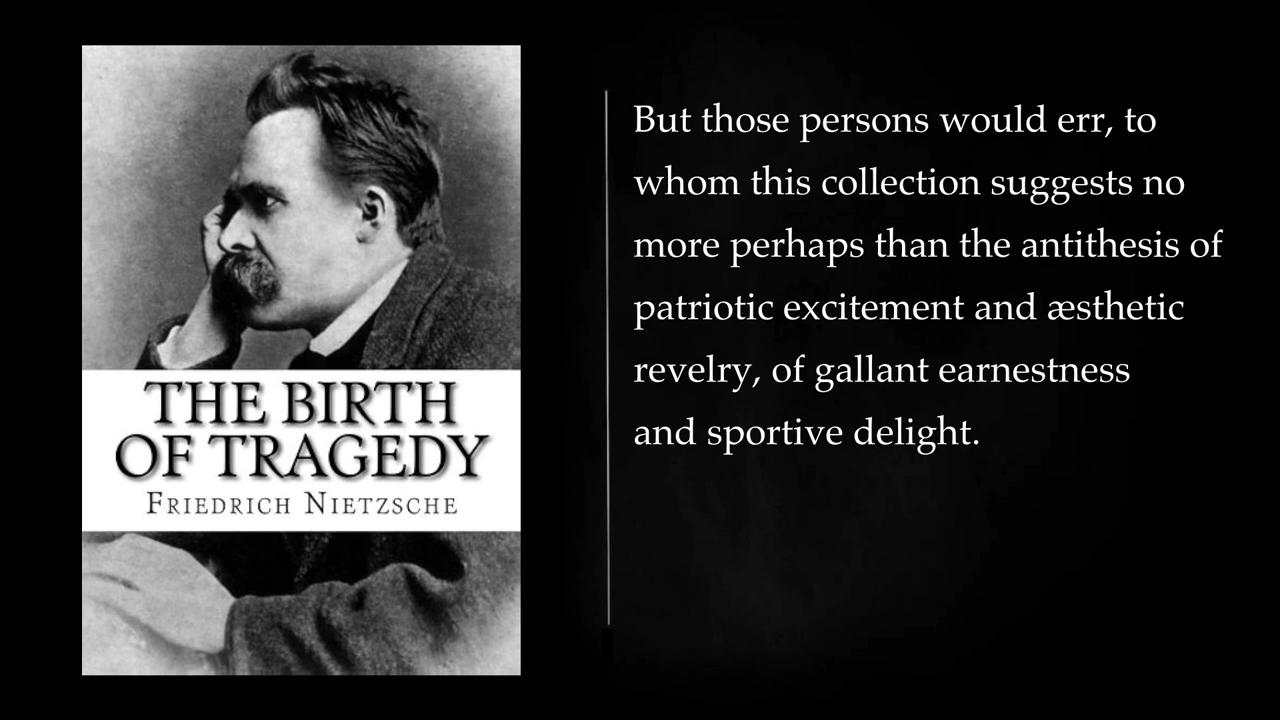 THE BIRTH
OF TRAGEDY
FRIEDRICH NIETZSCHE
But those persons would err, to
whom this collection suggests no
more perhaps than the antithesis of
patriotic excitement and æsthetic
revelry, of gallant earnestness
and sportive delight.